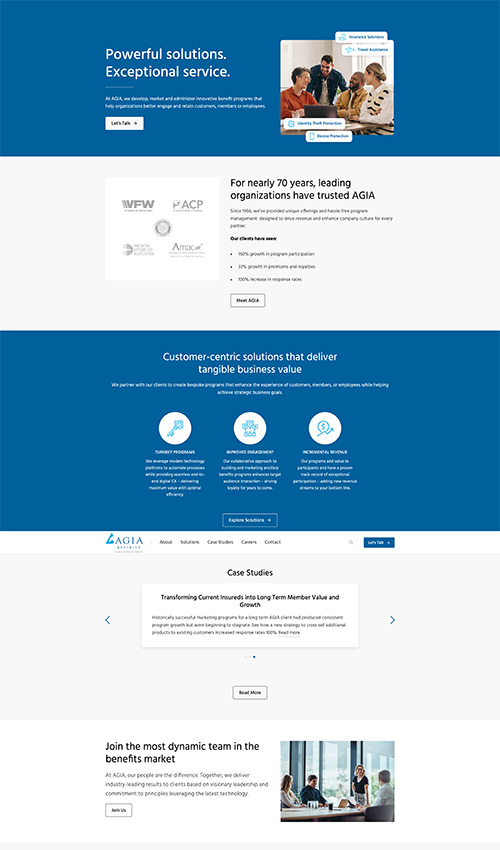 Powerful solutions.
Exceptional service.
At AGIA, we develop, market and administer innovative benefit programs that
help organizations better engage and retain customers, members or employees.
Let's Talk →
Insurance Solutions
Travel Assistance
Identity Theft Protection
Device Protection
VFW
ACP
Amac
AMERICAN
ASSOCIATION
For nearly 70 years, leading
organizations have trusted AGIA
Since 1956, we've provided unique offerings and hassle-free program
management designed to drive revenue and enhance company culture for every
partner.
Our clients have seen:
• 150% growth in program participation
• 33% growth in premiums and royalties
• 100% increase in response rates
Meet AGIA
Customer-centric solutions that deliver
tangible business value
We partner with our clients to create bespoke programs that enhance the experience of customers, members, or employees while helping
achieve strategic business goals.
TURNKEY PROGRAMS
We leverage modern technology
platforms to automate processes
while providing seamless end-to-
end digital CX – delivering
maximum value with optimal
efficiency.
IMPROVED ENGAGEMENT
Our collaborative approach to
building and marketing ancillary
benefits programs enhances target
audience interaction – driving
loyalty for years to come.
INCREMENTAL REVENUE
Our programs add value to
participants and have a proven
track record of exceptional
participation – adding new revenue
streams to your bottom line.
Explore Solutions →
AGIA
AFFINITY
About Solutions Case Studies Careers Contact
Let's Talk →
Case Studies
Transforming Current Insureds into Long Term Member Value and
Growth
Historically successful marketing programs for a long term AGIA client had produced consistent
program growth but were beginning to stagnate. See how a new strategy to cross sell additional
products to existing customers increased response rates 100%. Read more
Read More
Join the most dynamic team in the
benefits market
At AGIA, our people are the difference. Together, we deliver
industry-leading results to clients based on visionary leadership and
commitment to principles leveraging the latest technology.
Join Us